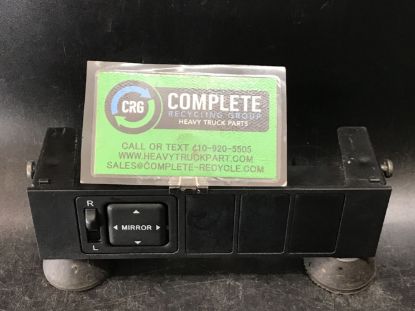 CRG
COMPLETE
RECYCLING GROUP
HEAVY TRUCK PARTS
CALL OR TEXT 610-920-5505
WWW.HEAVYTRUCKPART.COM
SALES@COMPLETE-RECYCLE.COM
R
MIRROR
L